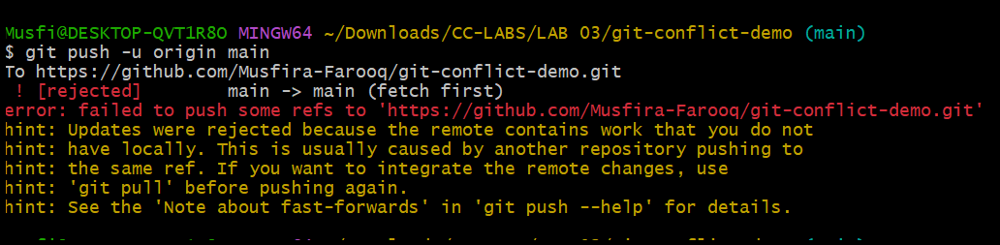 Musfi@DESKTOP-QVT1R8O MINGW64 ~/Downloads/CC-LABS/LAB 03/git-conflict-demo (main)
$ git push -u origin main
To https://github.com/Musfira-Farooq/git-conflict-demo.git
 ! [rejected]        main -> main (fetch first)
error: failed to push some refs to 'https://github.com/Musfira-Farooq/git-conflict-demo.git'
hint: Updates were rejected because the remote contains work that you do not
hint: have locally. This is usually caused by another repository pushing to
hint: the same ref. If you want to integrate the remote changes, use
hint: 'git pull' before pushing again.
hint: See the 'Note about fast-forwards' in 'git push --help' for details.